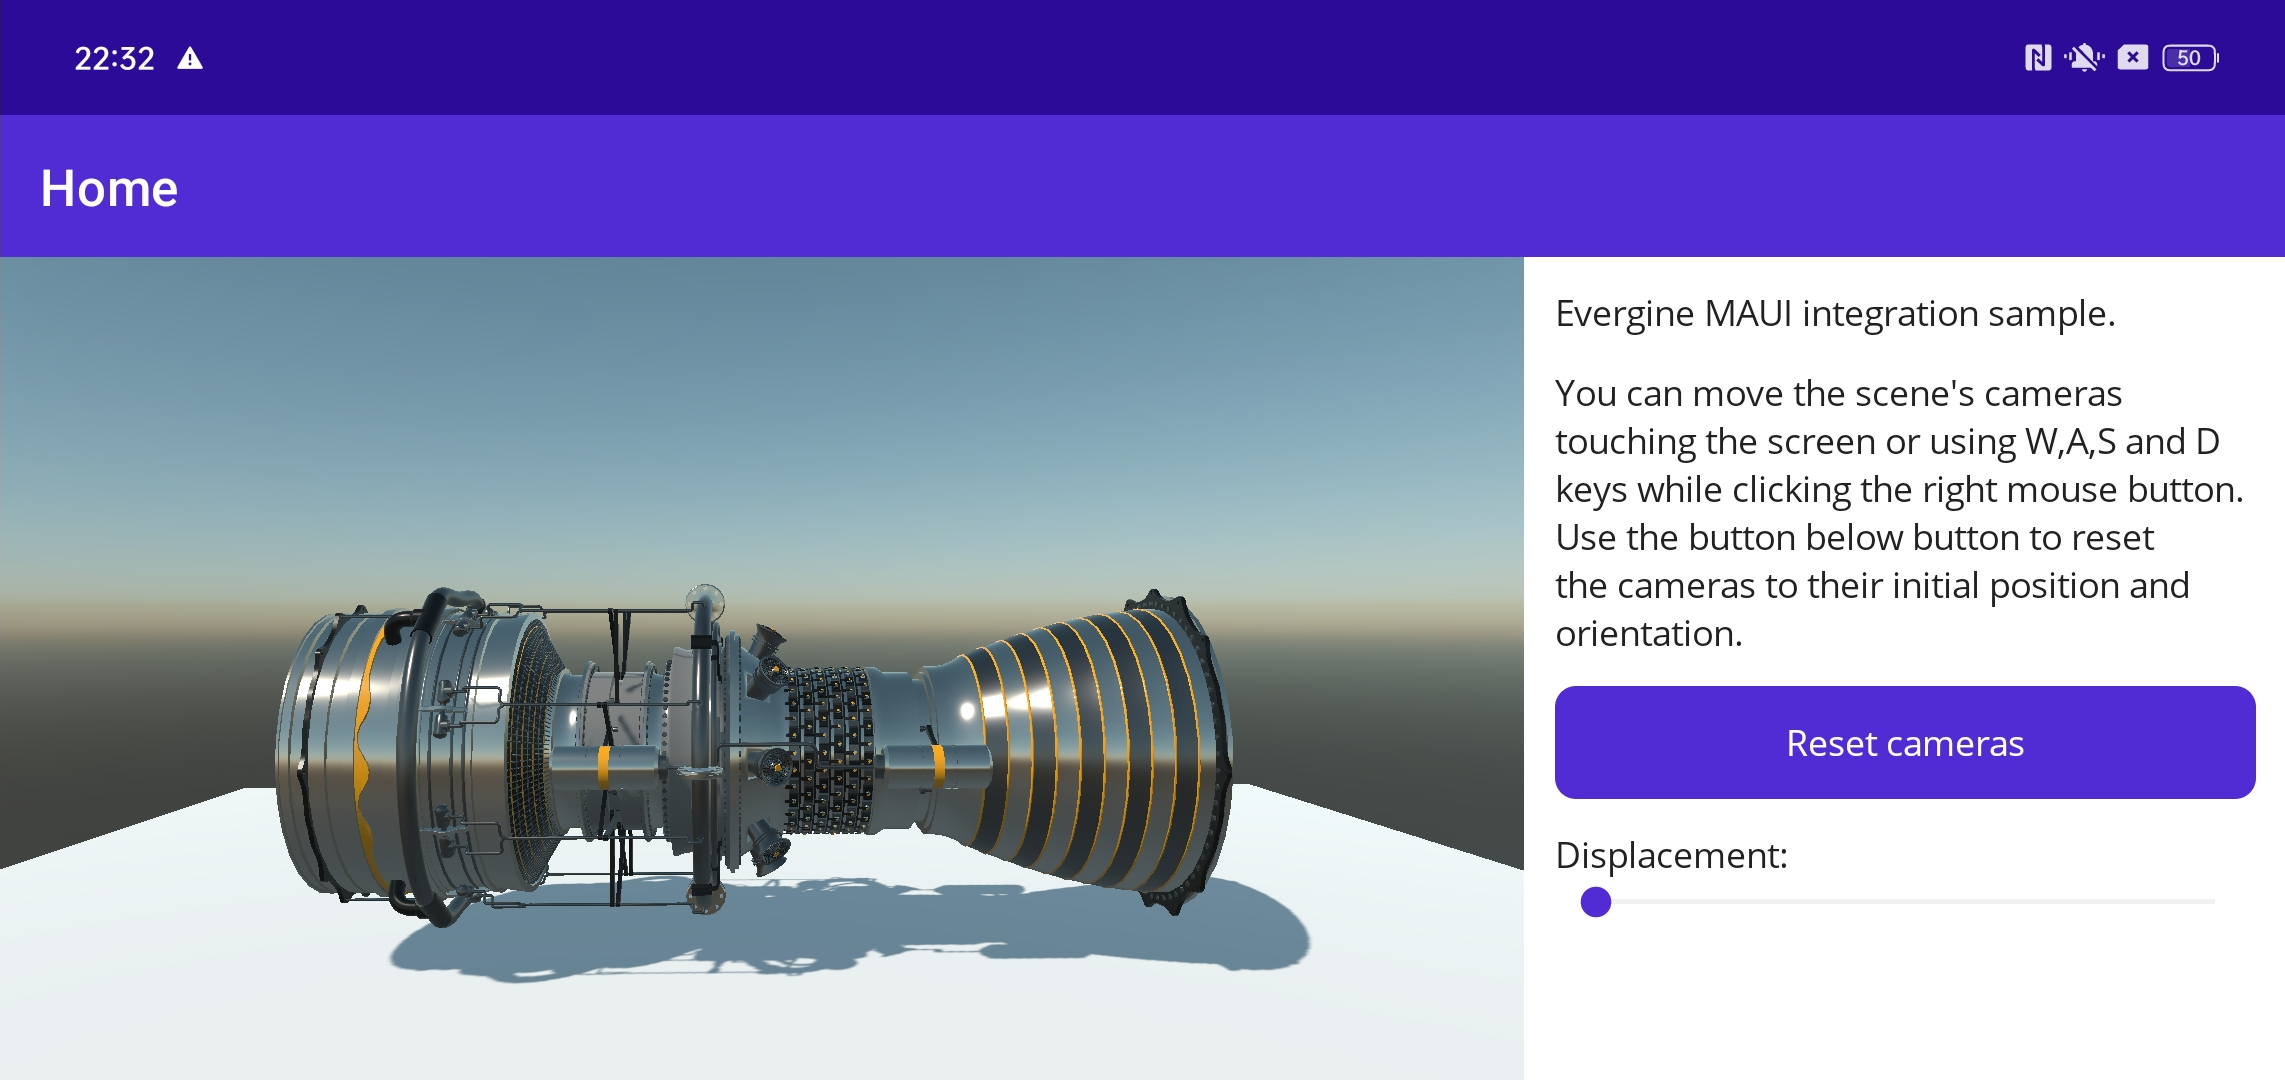 22:32
50
Home
Evergine MAUI integration sample.
You can move the scene's cameras
touching the screen or using W,A,S and D
keys while clicking the right mouse button.
Use the button below button to reset
the cameras to their initial position and
orientation.
Reset cameras
Displacement: